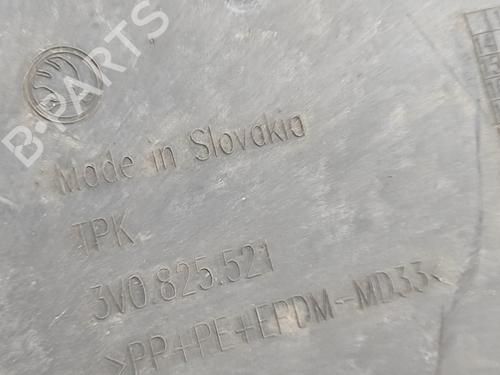 B-PARTS
Made in Slovakia
TPK
3V0.825.521
>PP+PE+EPDM-MD33<